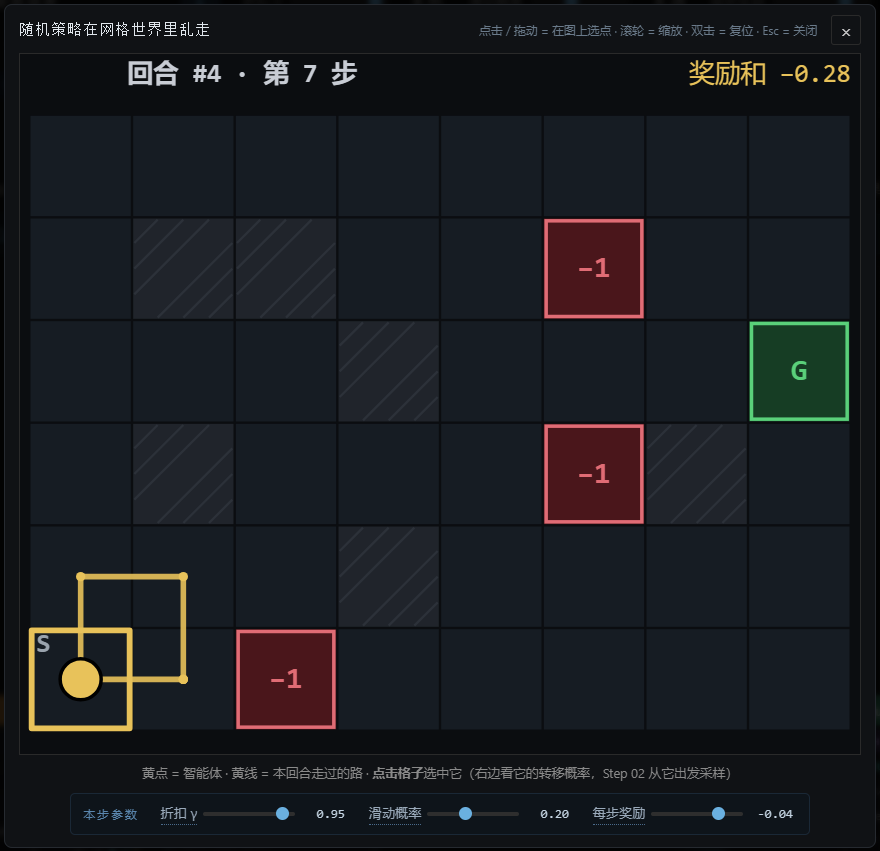 随机策略在网格世界里乱走
点击 / 拖动 = 在图上选点 · 滚轮 = 缩放 · 双击 = 复位 · Esc = 关闭
×
回合 #4 · 第 7 步
奖励和 −0.28
−1
G
−1
S
−1
黄点 = 智能体 · 黄线 = 本回合走过的路 · 点击格子选中它（右边看它的转移概率，Step 02 从它出发采样）
本步参数 折扣 γ 0.95 滑动概率 0.20 每步奖励 -0.04